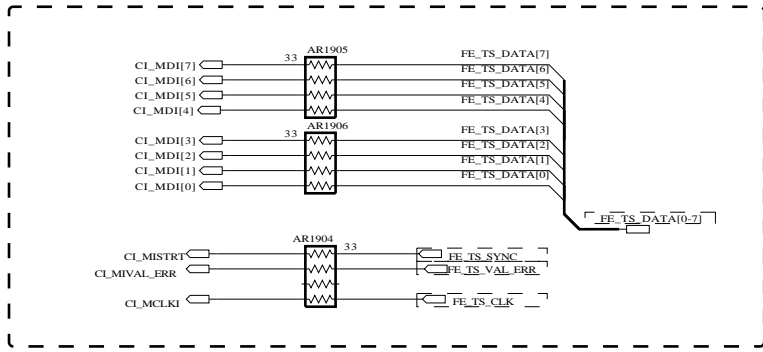 AR1905
33
FE_TS_DATA[7]
CI_MDI[7]
FE_TS_DATA[6]
CI_MDI[6]
FE_TS_DATA[5]
CI_MDI[5]
FE_TS_DATA[4]
CI_MDI[4]
AR1906
33
FE_TS_DATA[3]
CI_MDI[3]
FE_TS_DATA[2]
CI_MDI[2]
FE_TS_DATA[1]
CI_MDI[1]
FE_TS_DATA[0]
CI_MDI[0]
FE_TS_DATA[0-7]
AR1904
33
CI_MISTRT
FE_TS_SYNC
CI_MIVAL_ERR
FE_TS_VAL_ERR
CI_MCLKI
FE_TS_CLK